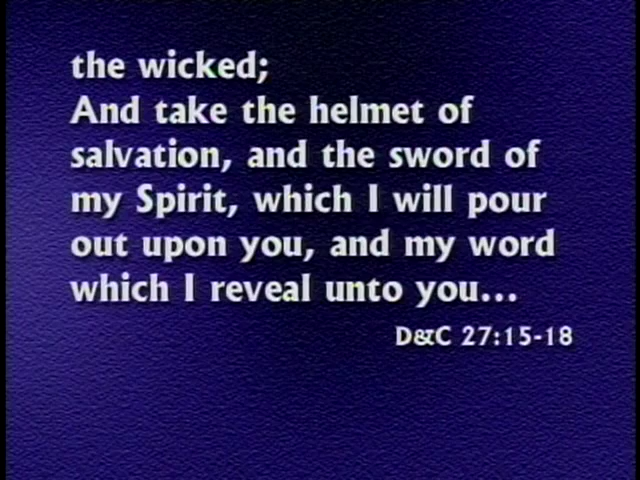 the wicked;
And take the helmet of
salvation, and the sword of
my Spirit, which I will pour
out upon you, and my word
which I reveal unto you...
D&C 27:15-18